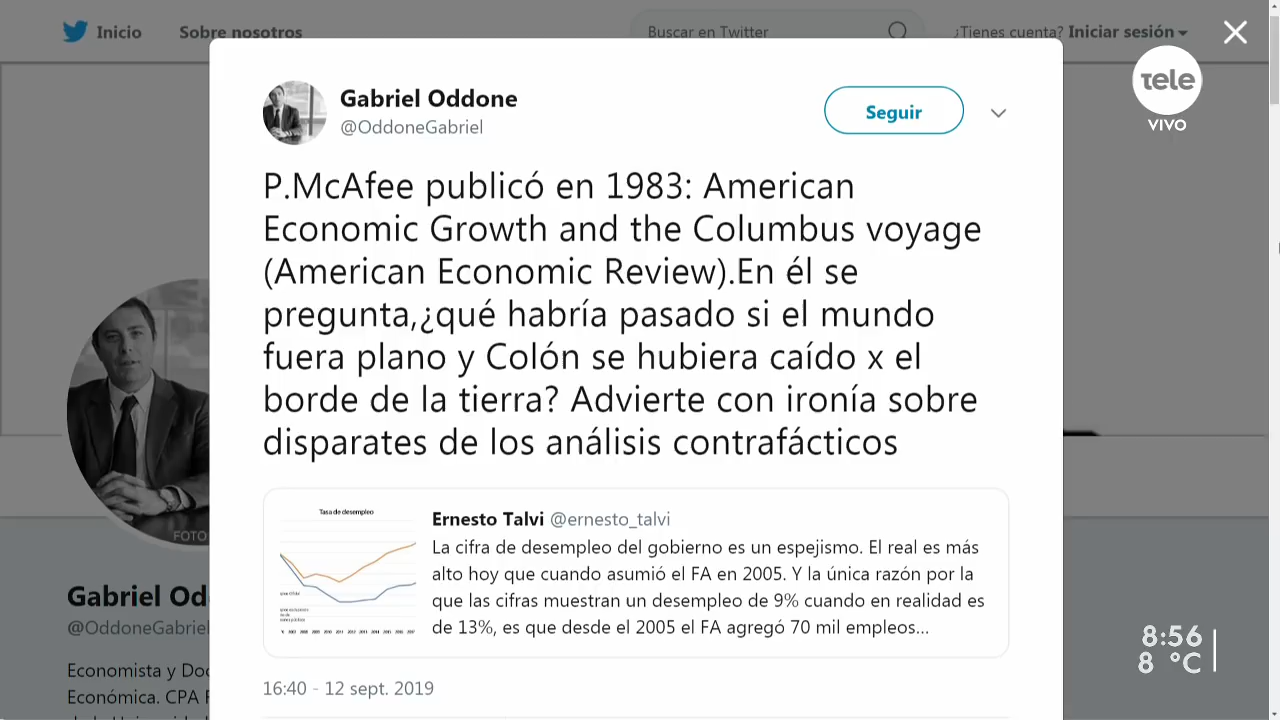 Inicio
Sobre nosotros
Buscar en Twitter
¿Tienes cuenta? Iniciar sesión
tele
VIVO
Gabriel Oddone
@OddoneGabriel
Seguir
P.McAfee publicó en 1983: American
Economic Growth and the Columbus voyage
(American Economic Review).En él se
pregunta,¿qué habría pasado si el mundo
fuera plano y Colón se hubiera caído x el
borde de la tierra? Advierte con ironía sobre
disparates de los análisis contrafácticos
Tasa de desempleo
Ernesto Talvi @ernesto_talvi
La cifra de desempleo del gobierno es un espejismo. El real es más
alto hoy que cuando asumió el FA en 2005. Y la única razón por la
que las cifras muestran un desempleo de 9% cuando en realidad es
de 13%, es que desde el 2005 el FA agregó 70 mil empleos...
16:40 - 12 sept. 2019
FOTO
Gabriel Od
@OddoneGabriel
Economista y Doc
Económica. CPA F
8:56
8 °C